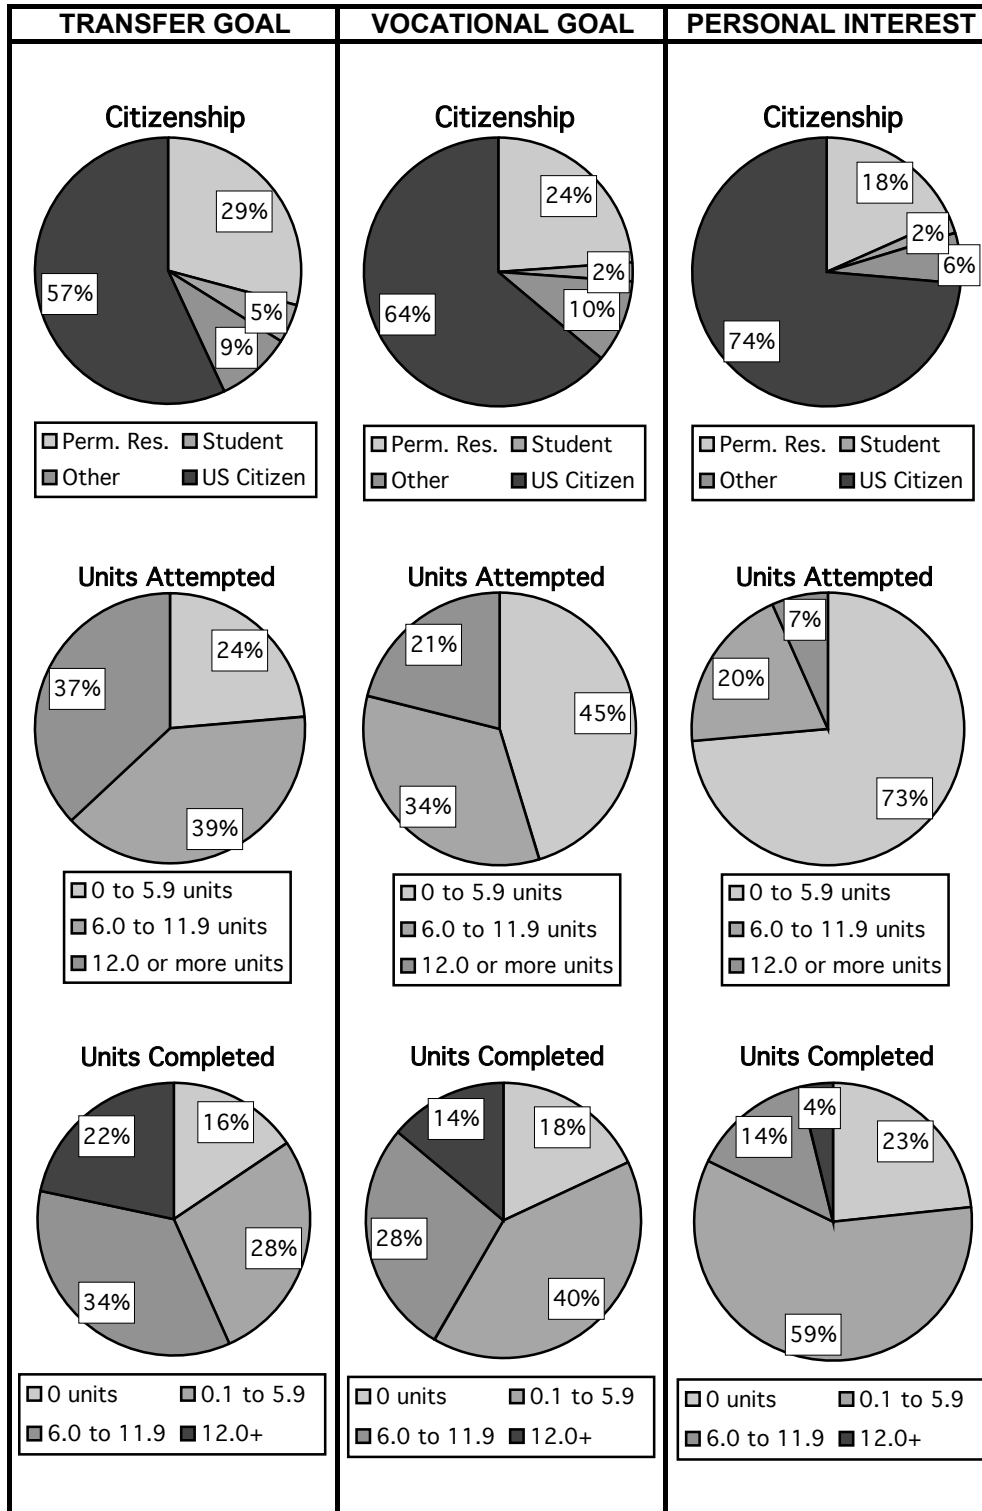 TRANSFER GOAL
VOCATIONAL GOAL
PERSONAL INTEREST
Citizenship
29%
5%
9%
57%
Perm. Res. Student
Other US Citizen
Citizenship
24%
2%
10%
64%
Perm. Res. Student
Other US Citizen
Citizenship
18%
2%
6%
74%
Perm. Res. Student
Other US Citizen
Units Attempted
24%
39%
37%
0 to 5.9 units
6.0 to 11.9 units
12.0 or more units
Units Attempted
45%
34%
21%
0 to 5.9 units
6.0 to 11.9 units
12.0 or more units
Units Attempted
73%
20%
7%
0 to 5.9 units
6.0 to 11.9 units
12.0 or more units
Units Completed
16%
28%
34%
22%
0 units 0.1 to 5.9
6.0 to 11.9 12.0+
Units Completed
18%
40%
28%
14%
0 units 0.1 to 5.9
6.0 to 11.9 12.0+
Units Completed
23%
59%
14%
4%
0 units 0.1 to 5.9
6.0 to 11.9 12.0+